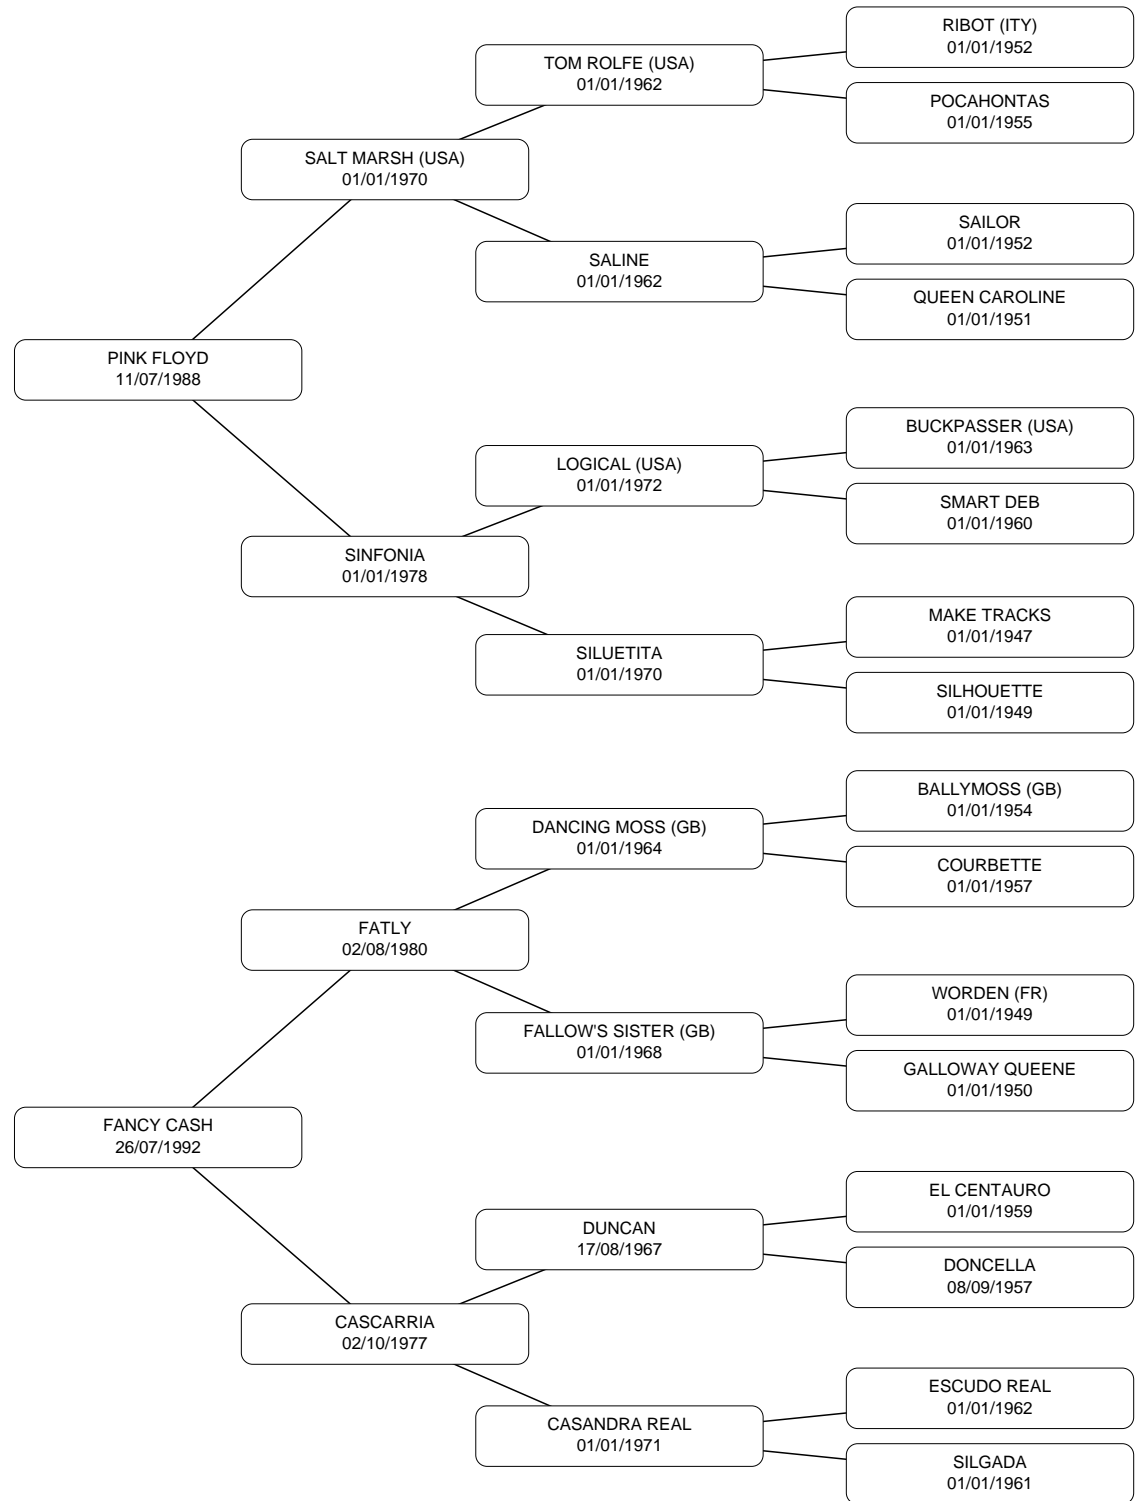 RIBOT (ITY)
01/01/1952
TOM ROLFE (USA)
01/01/1962
POCAHONTAS
01/01/1955
SALT MARSH (USA)
01/01/1970
SAILOR
01/01/1952
SALINE
01/01/1962
QUEEN CAROLINE
01/01/1951
PINK FLOYD
11/07/1988
BUCKPASSER (USA)
01/01/1963
LOGICAL (USA)
01/01/1972
SMART DEB
01/01/1960
SINFONIA
01/01/1978
MAKE TRACKS
01/01/1947
SILUETITA
01/01/1970
SILHOUETTE
01/01/1949
BALLYMOSS (GB)
01/01/1954
DANCING MOSS (GB)
01/01/1964
COURBETTE
01/01/1957
FATLY
02/08/1980
WORDEN (FR)
01/01/1949
FALLOW'S SISTER (GB)
01/01/1968
GALLOWAY QUEENE
01/01/1950
FANCY CASH
26/07/1992
EL CENTAURO
01/01/1959
DUNCAN
17/08/1967
DONCELLA
08/09/1957
CASCARRIA
02/10/1977
ESCUDO REAL
01/01/1962
CASANDRA REAL
01/01/1971
SILGADA
01/01/1961